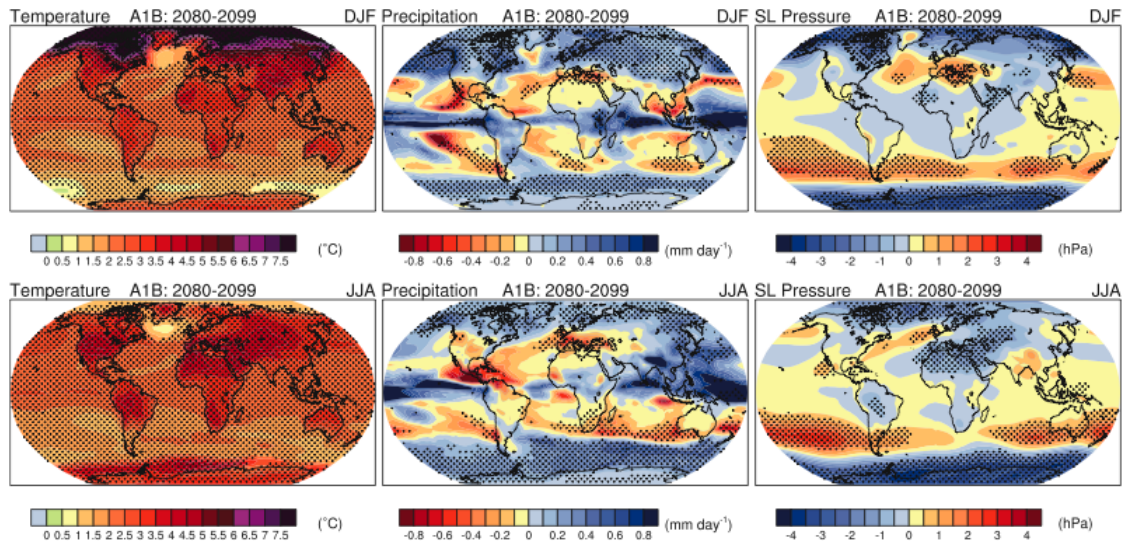 Temperature A1B: 2080-2099 DJF
Precipitation A1B: 2080-2099 DJF
SL Pressure A1B: 2080-2099 DJF
(°C)
0 0.5 1 1.5 2 2.5 3 3.5 4 4.5 5 5.5 6 6.5 7 7.5
(mm day⁻¹)
-0.8 -0.6 -0.4 -0.2 0 0.2 0.4 0.6 0.8
(hPa)
-4 -3 -2 -1 0 1 2 3 4
Temperature A1B: 2080-2099 JJA
Precipitation A1B: 2080-2099 JJA
SL Pressure A1B: 2080-2099 JJA
(°C)
0 0.5 1 1.5 2 2.5 3 3.5 4 4.5 5 5.5 6 6.5 7 7.5
(mm day⁻¹)
-0.8 -0.6 -0.4 -0.2 0 0.2 0.4 0.6 0.8
(hPa)
-4 -3 -2 -1 0 1 2 3 4